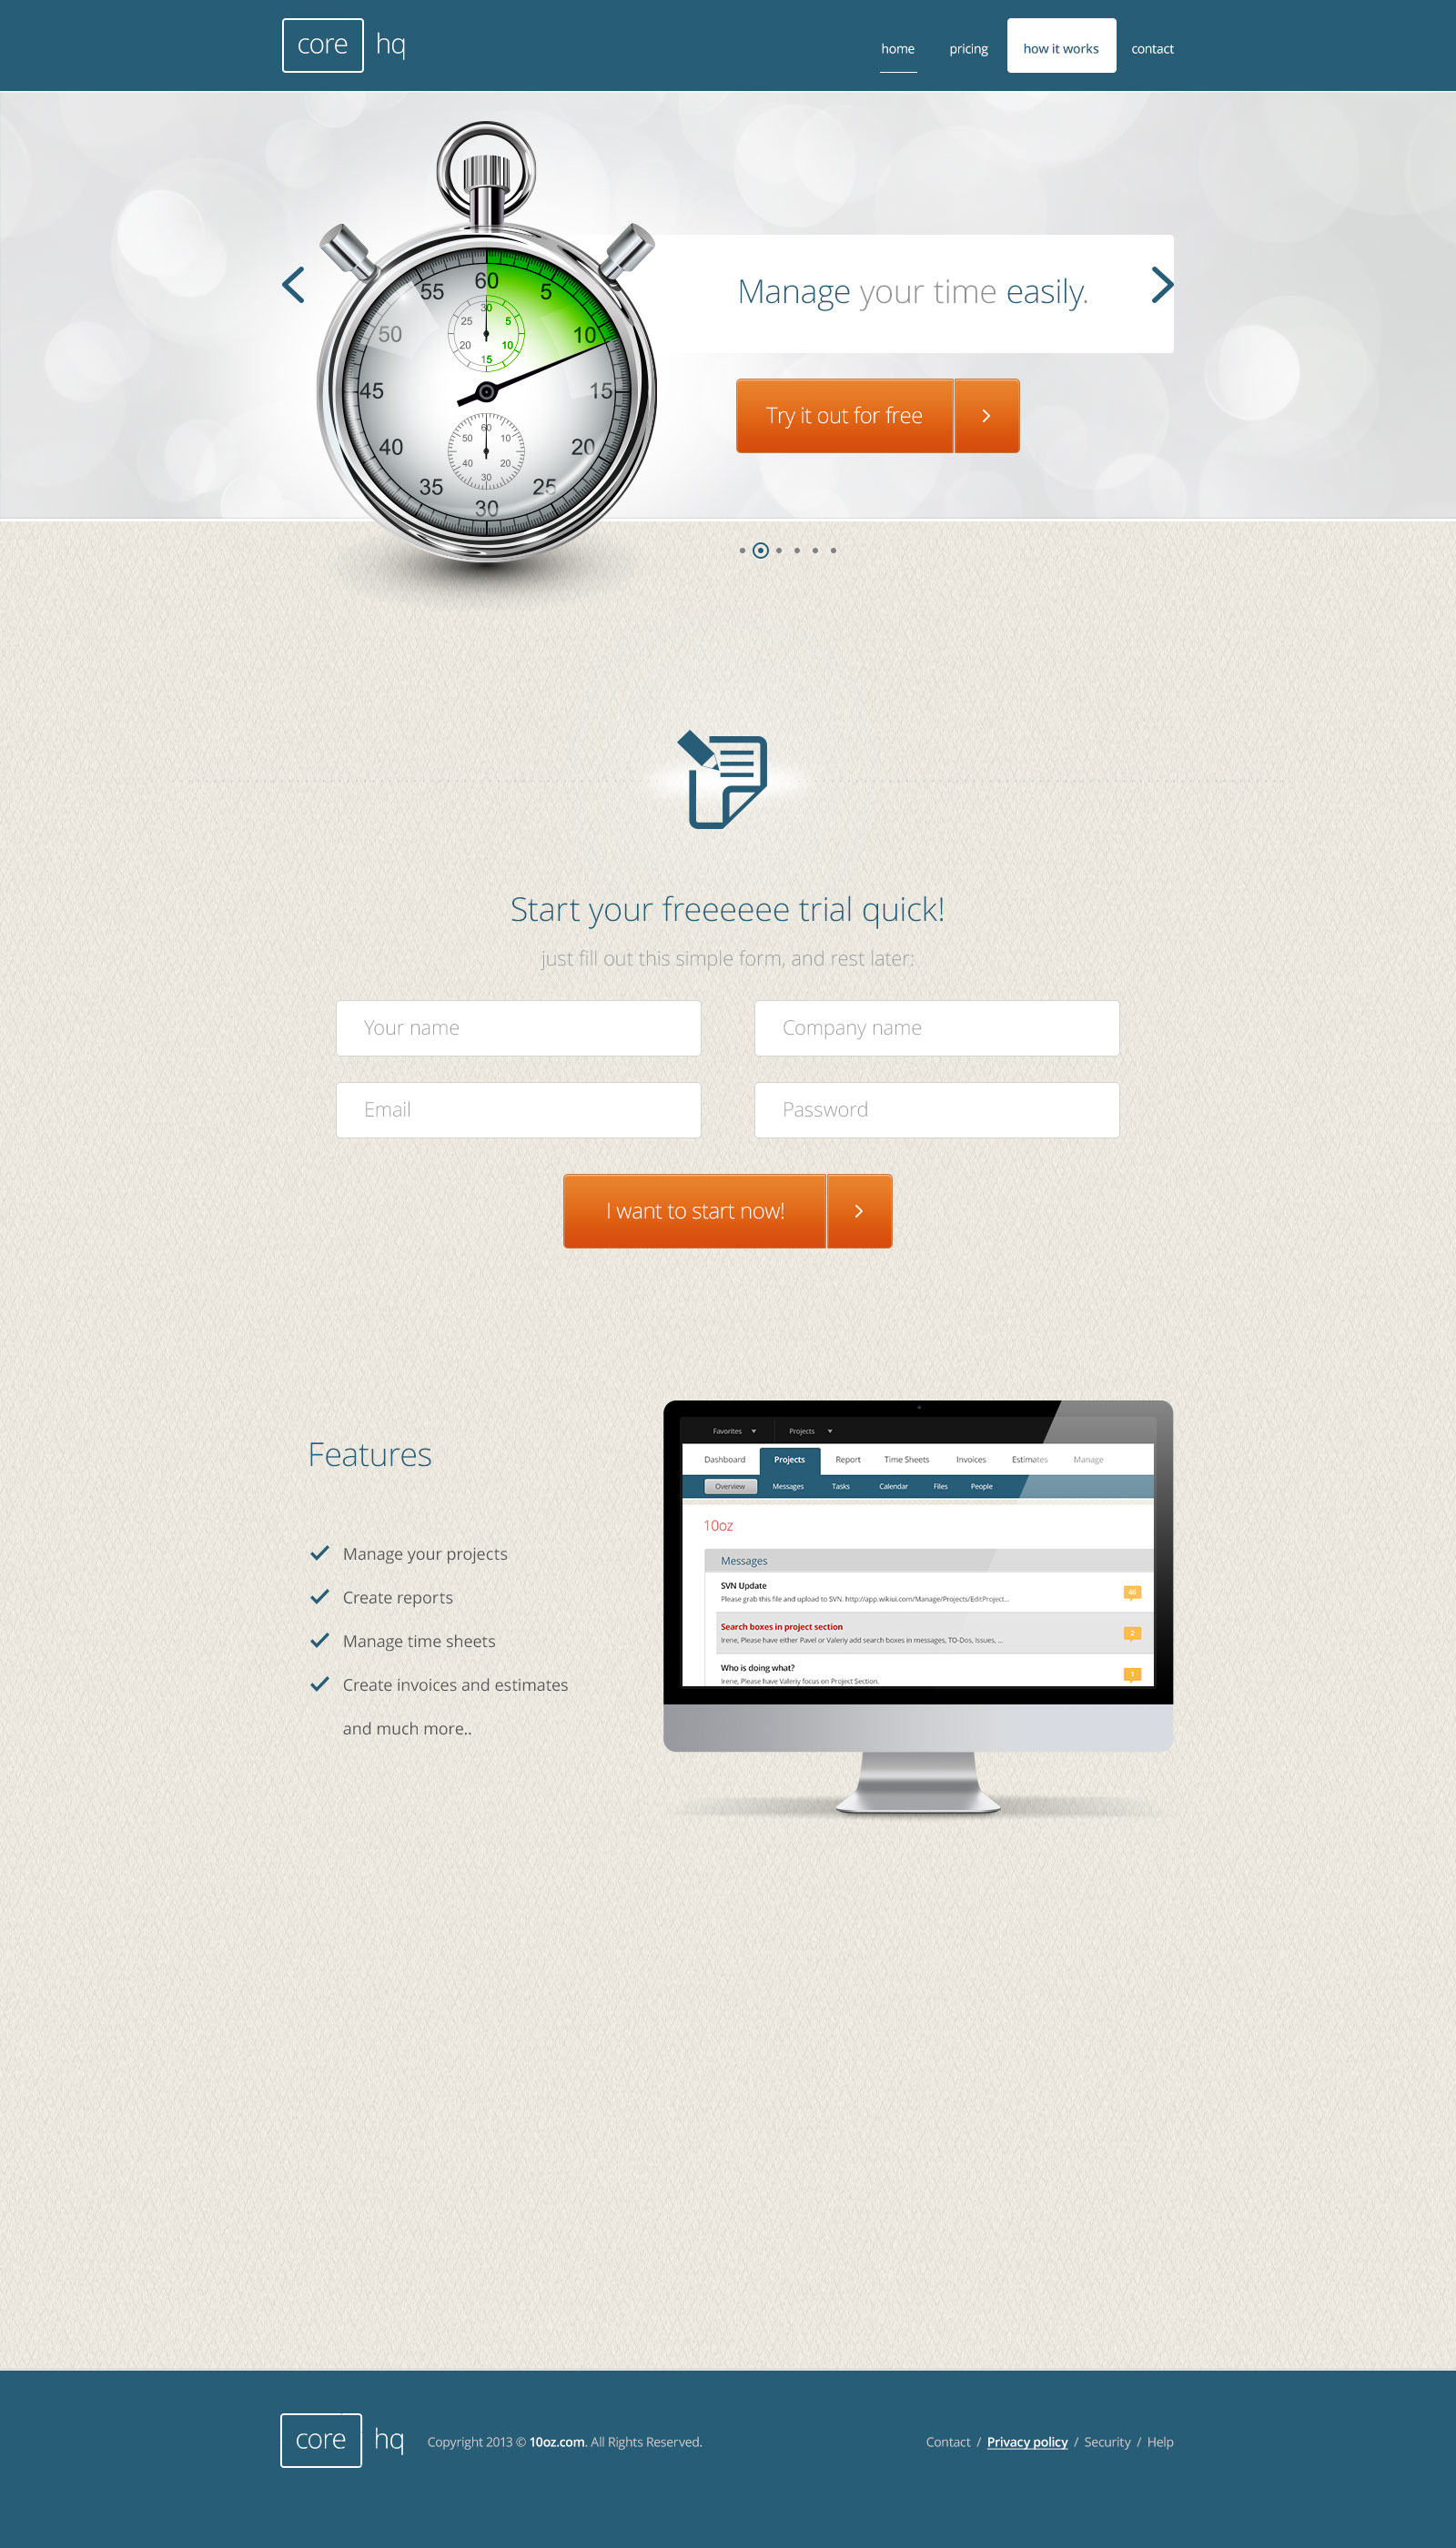 core hq
home pricing how it works contact
60
55 5
50 10
45 15
40 20
35 25
30
30
25 5
20 10
15
60
50 10
40 20
30
Manage your time easily.
Try it out for free
Start your freeeeee trial quick!
just fill out this simple form, and rest later:
Your name Company name
Email Password
I want to start now!
Features
Manage your projects
Create reports
Manage time sheets
Create invoices and estimates
and much more..
Favorites Projects
Dashboard Projects Report Time Sheets Invoices Estimates Manage
Overview Messages Tasks Calendar Files People
10oz
Messages
SVN Update
Please grab this file and upload to SVN. http://app.wikiui.com/Manage/Projects/EditProject...
46
Search boxes in project section
Irene, Please have either Pavel or Valeriy add search boxes in messages, TO-Dos, Issues, ...
2
Who is doing what?
Irene, Please have Valeriy focus on Project Section.
1
core hq Copyright 2013 © 10oz.com. All Rights Reserved. Contact / Privacy policy / Security / Help